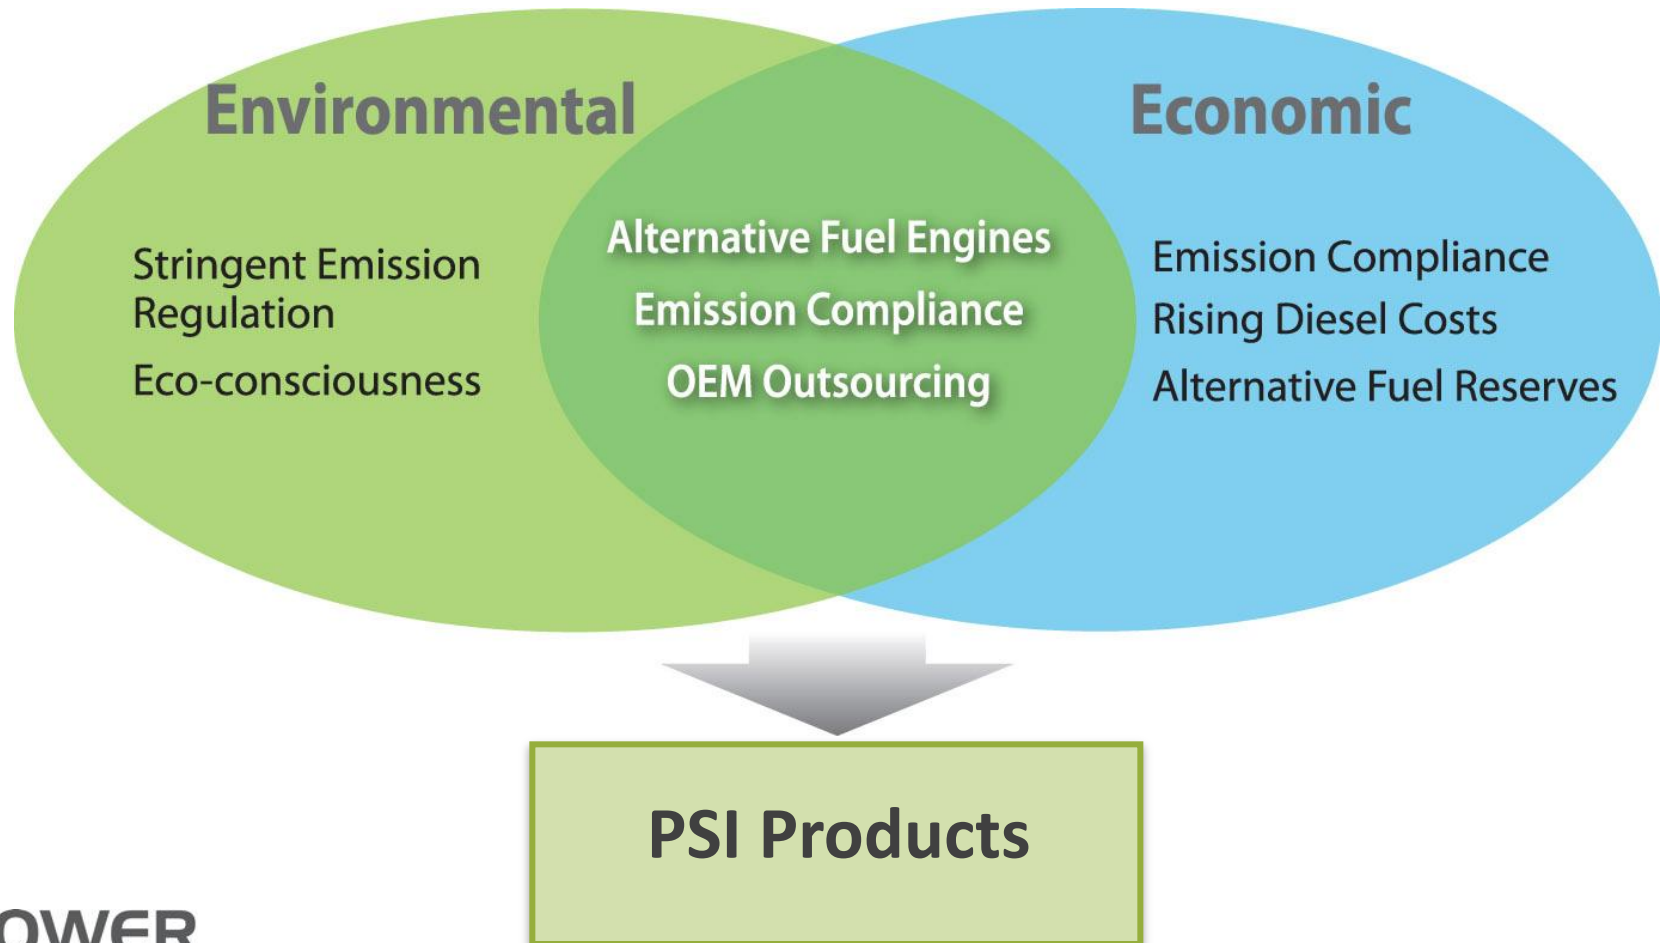 Environmental
Economic
Stringent Emission
Regulation
Eco-consciousness
Alternative Fuel Engines
Emission Compliance
OEM Outsourcing
Emission Compliance
Rising Diesel Costs
Alternative Fuel Reserves
PSI Products
OWER